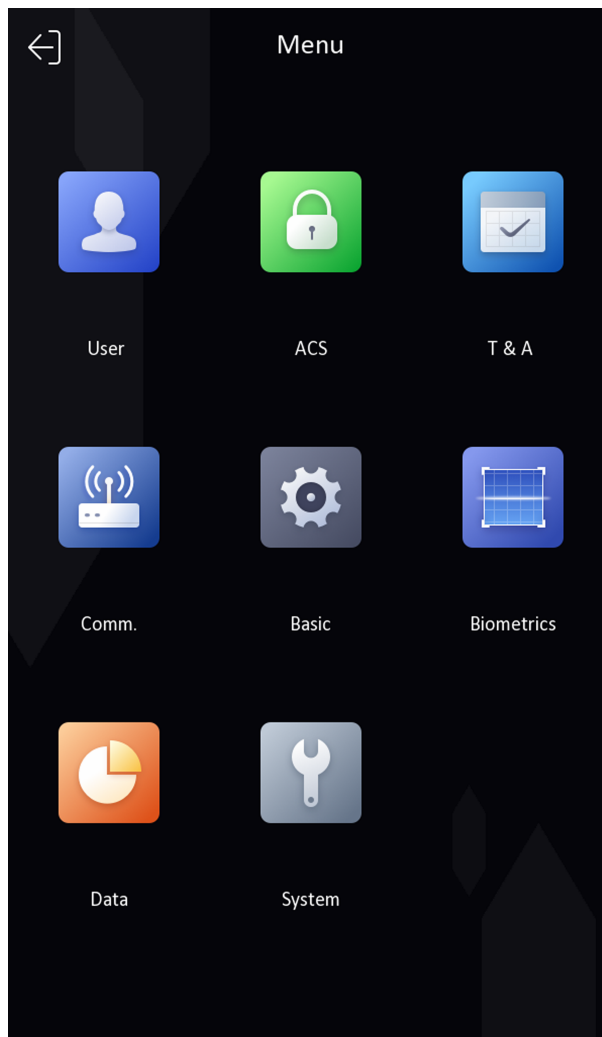 Menu
User
ACS
T & A
Comm.
Basic
Biometrics
Data
System